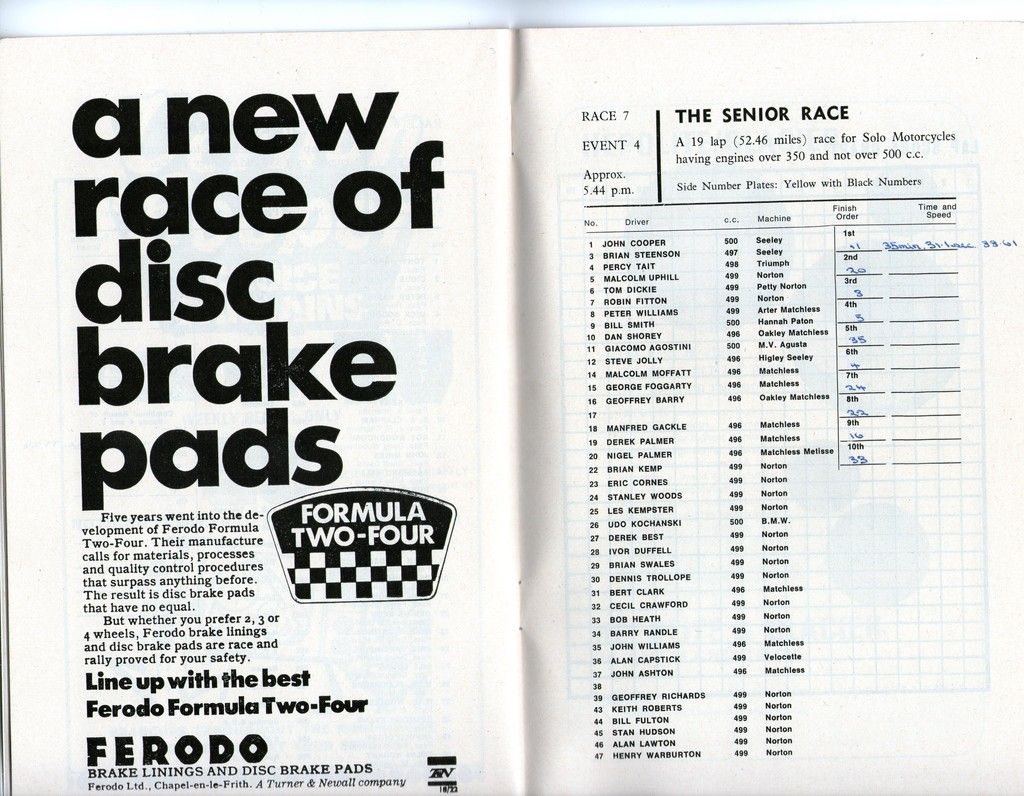 a new
race of
disc
brake
pads
Five years went into the de-
velopment of Ferodo Formula
Two-Four. Their manufacture
calls for materials, processes
and quality control procedures
that surpass anything before.
The result is disc brake pads
that have no equal.
But whether you prefer 2, 3 or
4 wheels, Ferodo brake linings
and disc brake pads are race and
rally proved for your safety.
FORMULA
TWO-FOUR
Line up with the best
Ferodo Formula Two-Four
FERODO
BRAKE LININGS AND DISC BRAKE PADS
Ferodo Ltd., Chapel-en-le-Frith. A Turner & Newall company
18/22
RACE 7
EVENT 4
Approx.
5.44 p.m.
THE SENIOR RACE
A 19 lap (52.46 miles) race for Solo Motorcycles
having engines over 350 and not over 500 c.c.
Side Number Plates: Yellow with Black Numbers
No. Driver c.c. Machine Finish Order Time and Speed
1 JOHN COOPER 500 Seeley
3 BRIAN STEENSON 497 Seeley
4 PERCY TAIT 498 Triumph
5 MALCOLM UPHILL 499 Norton
6 TOM DICKIE 499 Petty Norton
7 ROBIN FITTON 499 Norton
8 PETER WILLIAMS 499 Arter Matchless
9 BILL SMITH 500 Hannah Paton
10 DAN SHOREY 496 Oakley Matchless
11 GIACOMO AGOSTINI 500 M.V. Agusta
12 STEVE JOLLY 496 Higley Seeley
14 MALCOLM MOFFATT 496 Matchless
15 GEORGE FOGGARTY 496 Matchless
16 GEOFFREY BARRY 496 Oakley Matchless
17
18 MANFRED GACKLE 496 Matchless
19 DEREK PALMER 496 Matchless
20 NIGEL PALMER 496 Matchless Metisse
22 BRIAN KEMP 499 Norton
23 ERIC CORNES 499 Norton
24 STANLEY WOODS 499 Norton
25 LES KEMPSTER 499 Norton
26 UDO KOCHANSKI 500 B.M.W.
27 DEREK BEST 499 Norton
28 IVOR DUFFELL 499 Norton
29 BRIAN SWALES 499 Norton
30 DENNIS TROLLOPE 499 Norton
31 BERT CLARK 496 Matchless
32 CECIL CRAWFORD 499 Norton
33 BOB HEATH 499 Norton
34 BARRY RANDLE 499 Norton
35 JOHN WILLIAMS 496 Matchless
36 ALAN CAPSTICK 499 Velocette
37 JOHN ASHTON 496 Matchless
38
39 GEOFFREY RICHARDS 499 Norton
43 KEITH ROBERTS 499 Norton
44 BILL FULTON 499 Norton
45 STAN HUDSON 499 Norton
46 ALAN LAWTON 499 Norton
47 HENRY WARBURTON 499 Norton
1st
11 35min. 31.1sec.
2nd
20
3rd
4th
5
5th
35
6th
4
7th
24
8th
22
9th
16
10th
33